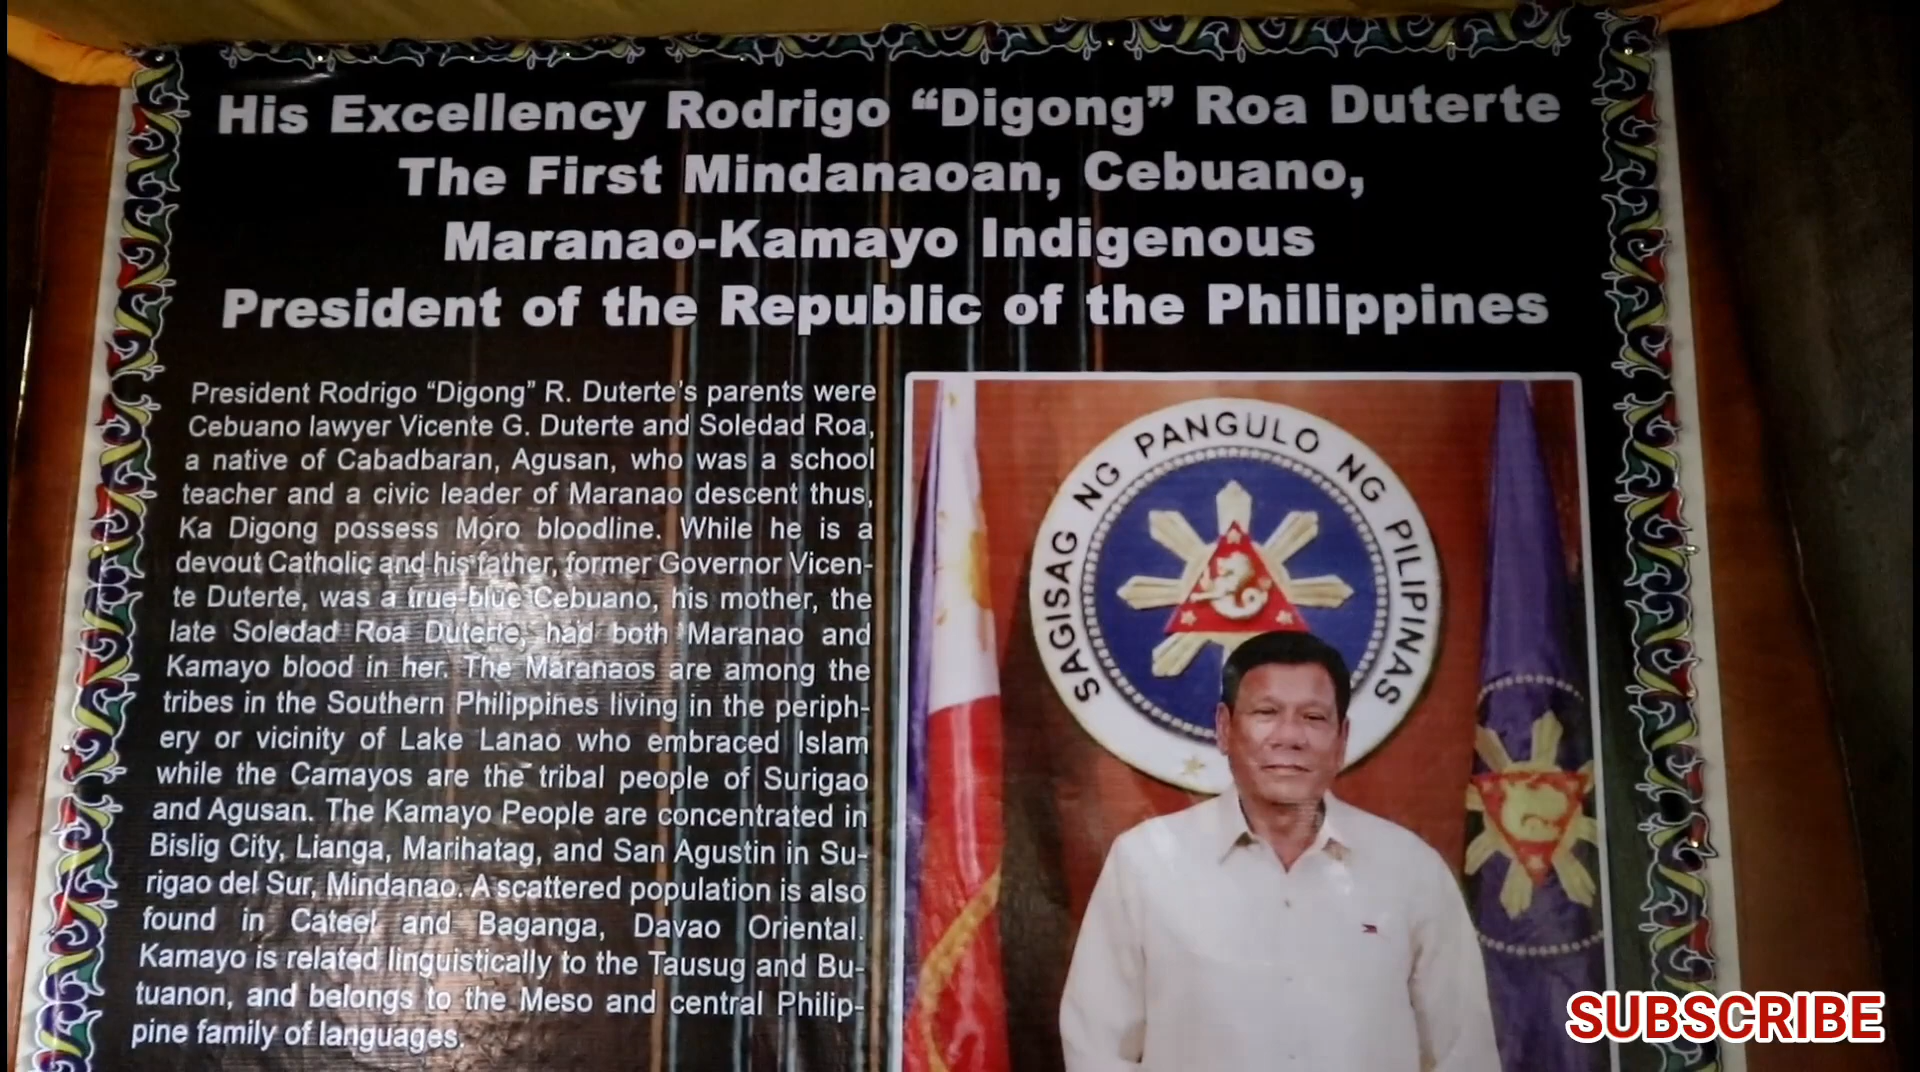 His Excellency Rodrigo “Digong” Roa Duterte
The First Mindanaoan, Cebuano,
Maranao-Kamayo Indigenous
President of the Republic of the Philippines
President Rodrigo “Digong” R. Duterte’s parents were
Cebuano lawyer Vicente G. Duterte and Soledad Roa,
a native of Cabadbaran, Agusan, who was a school
teacher and a civic leader of Maranao descent thus,
Ka Digong possess Moro bloodline. While he is a
devout Catholic and his father, former Governor Vicen-
te Duterte, was a true-blue Cebuano, his mother, the
late Soledad Roa Duterte, had both Maranao and
Kamayo blood in her. The Maranaos are among the
tribes in the Southern Philippines living in the periph-
ery or vicinity of Lake Lanao who embraced Islam
while the Camayos are the tribal people of Surigao
and Agusan. The Kamayo People are concentrated in
Bislig City, Lianga, Marihatag, and San Agustin in Su-
rigao del Sur, Mindanao. A scattered population is also
found in Cateel and Baganga, Davao Oriental.
Kamayo is related linguistically to the Tausug and Bu-
tuanon, and belongs to the Meso and central Philip-
pine family of languages.
SAGISAG NG PANGULO NG PILIPINAS
SUBSCRIBE